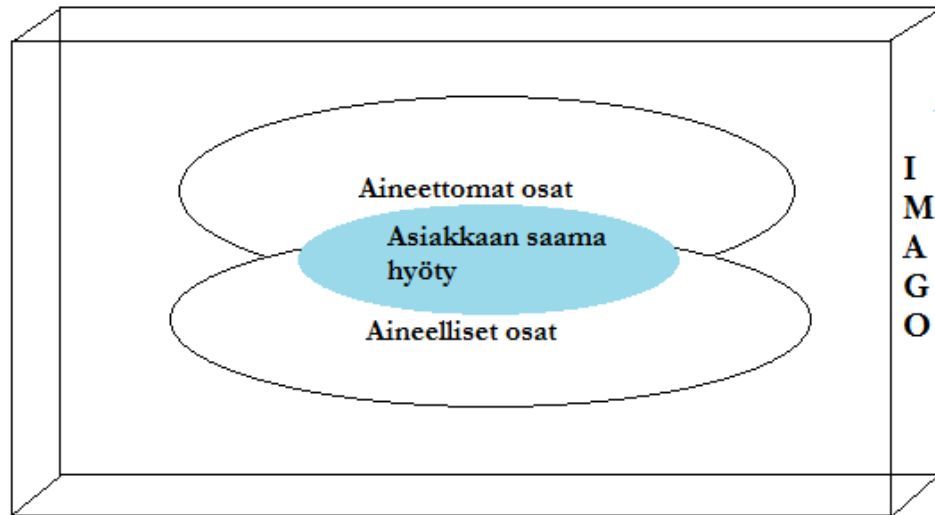 Aineettomat osat
Asiakkaan saama
hyöty
Aineelliset osat
I
M
A
G
O